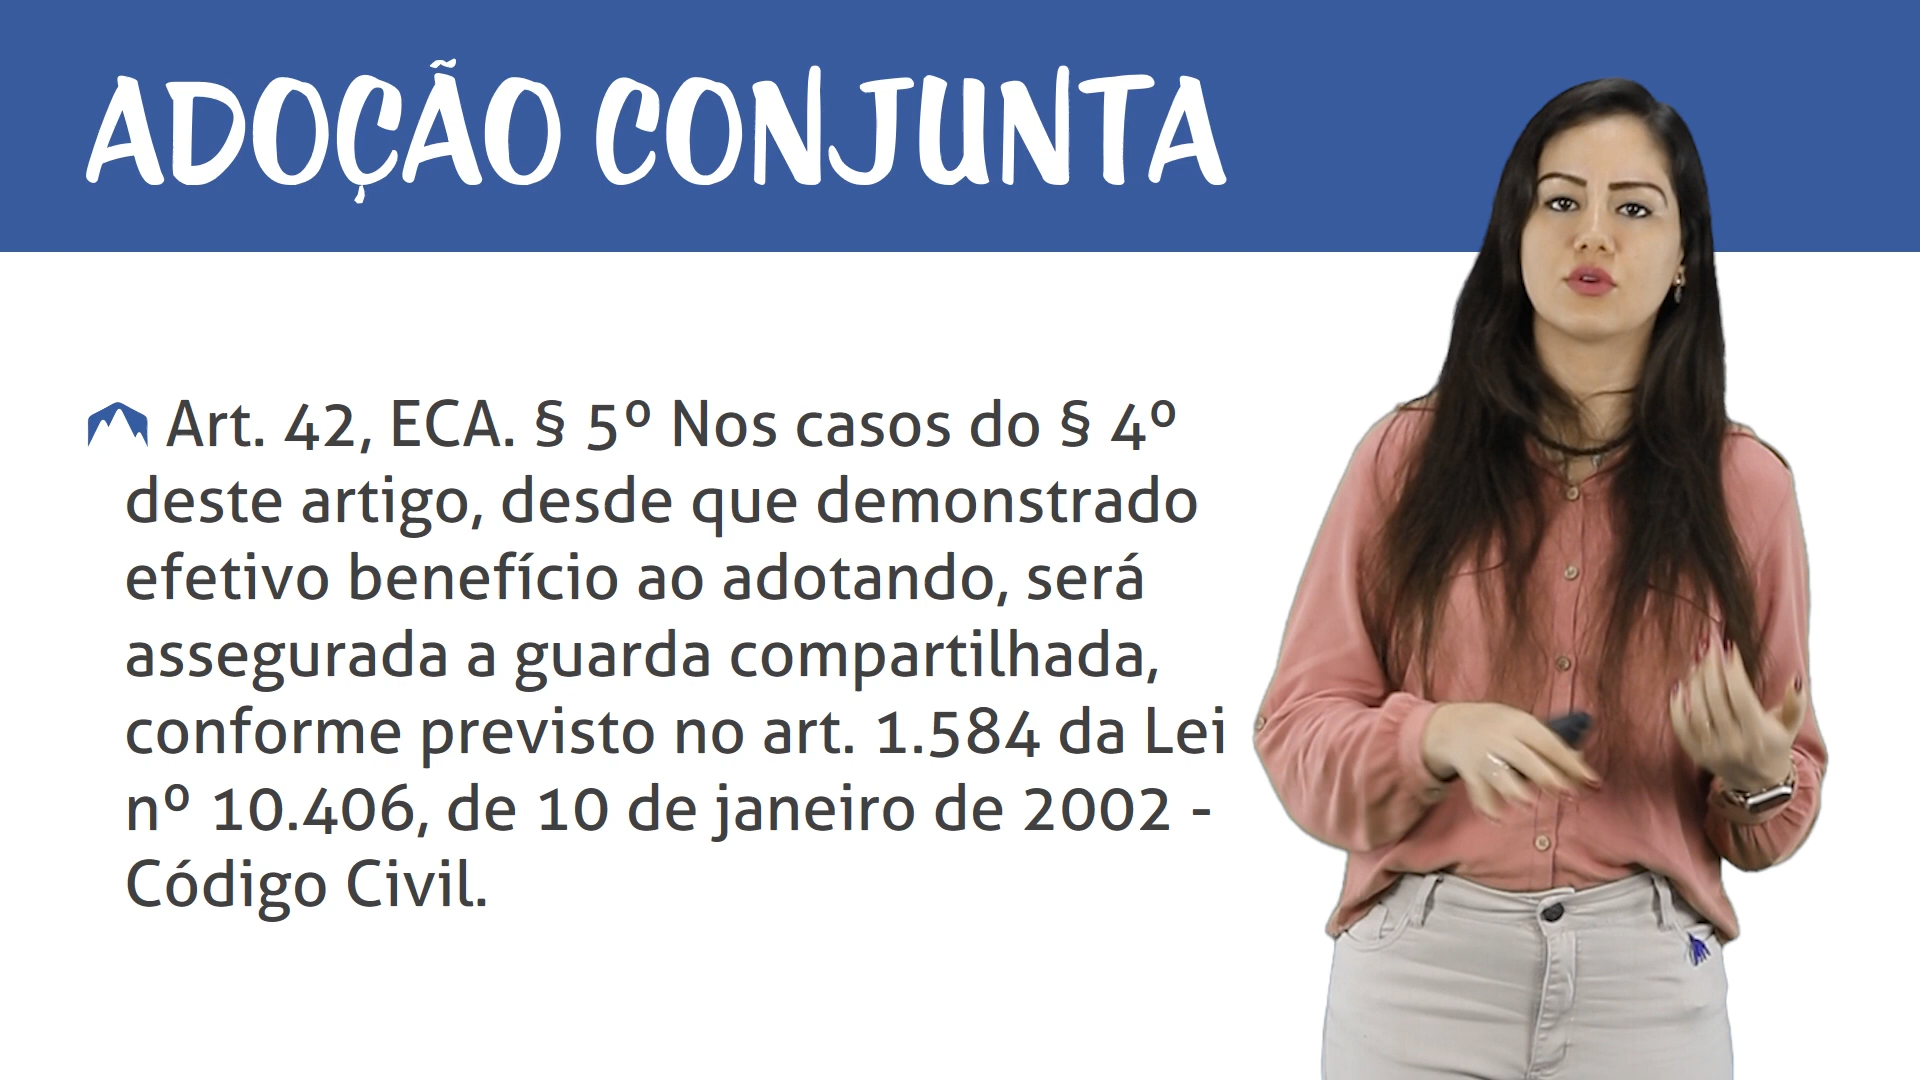 ADOÇÃO CONJUNTA
Art. 42, ECA. § 5º Nos casos do § 4º
deste artigo, desde que demonstrado
efetivo benefício ao adotando, será
assegurada a guarda compartilhada,
conforme previsto no art. 1.584 da Lei
nº 10.406, de 10 de janeiro de 2002 -
Código Civil.